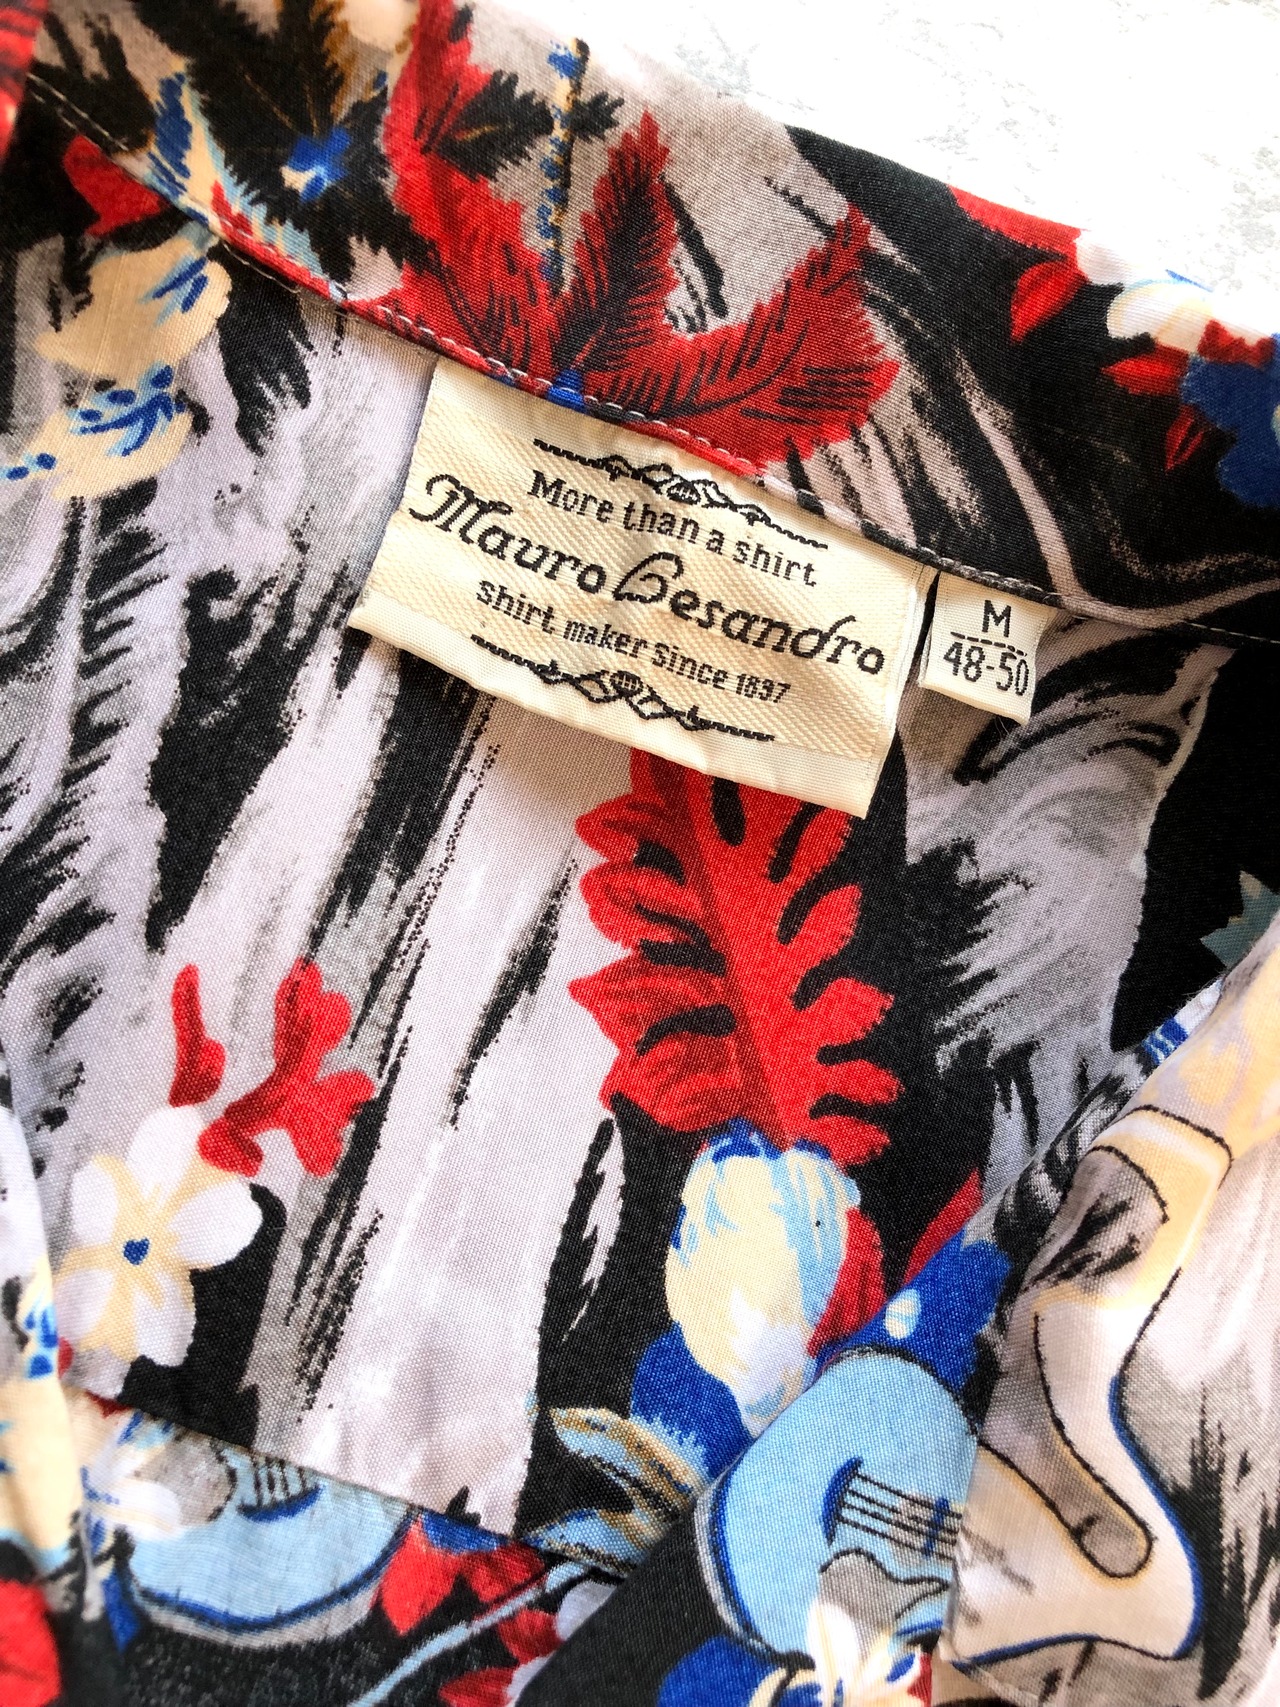 More than a shirt
Mauro Besandro
Shirt maker Since 1897
M
48-50